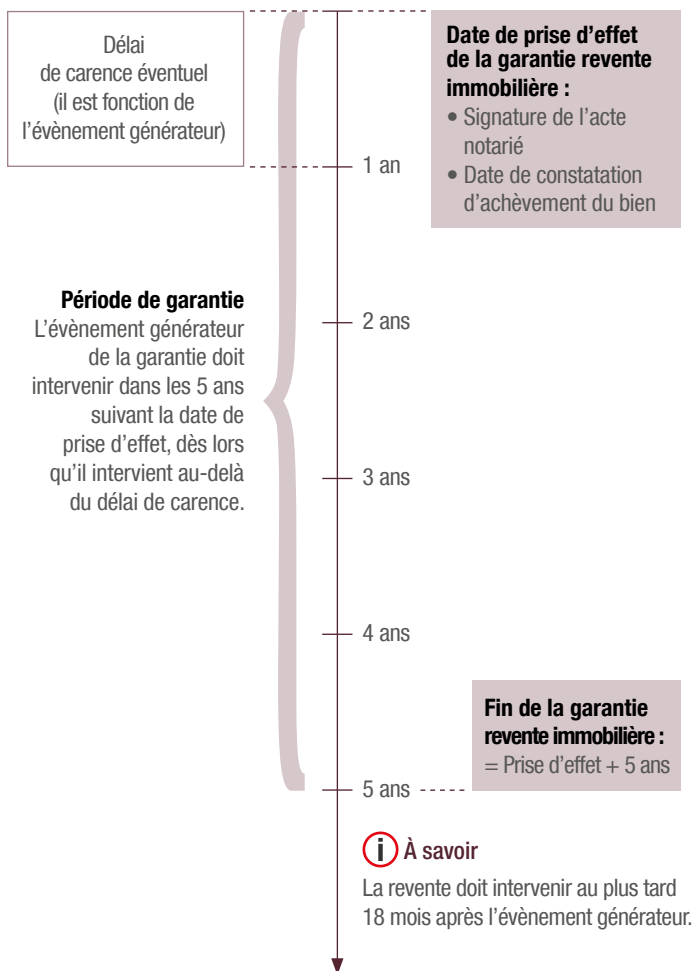 Délai
de carence éventuel
(il est fonction de
l'évènement générateur)
Date de prise d'effet
de la garantie revente
immobilière :
• Signature de l'acte
notarié
• Date de constatation
d'achèvement du bien
1 an
Période de garantie
L'évènement générateur
de la garantie doit
intervenir dans les 5 ans
suivant la date de
prise d'effet, dès lors
qu'il intervient au-delà
du délai de carence.
2 ans
3 ans
4 ans
Fin de la garantie
revente immobilière :
= Prise d'effet + 5 ans
5 ans
i À savoir
La revente doit intervenir au plus tard
18 mois après l'évènement générateur.